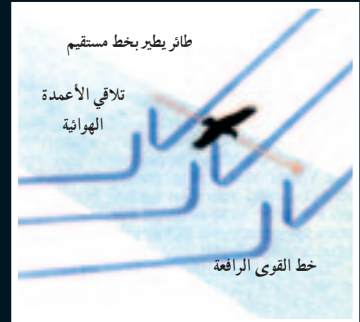 طائر يطير بخط مستقيم
تلاقي الأعمدة
الهوائية
خط القوى الرافعة